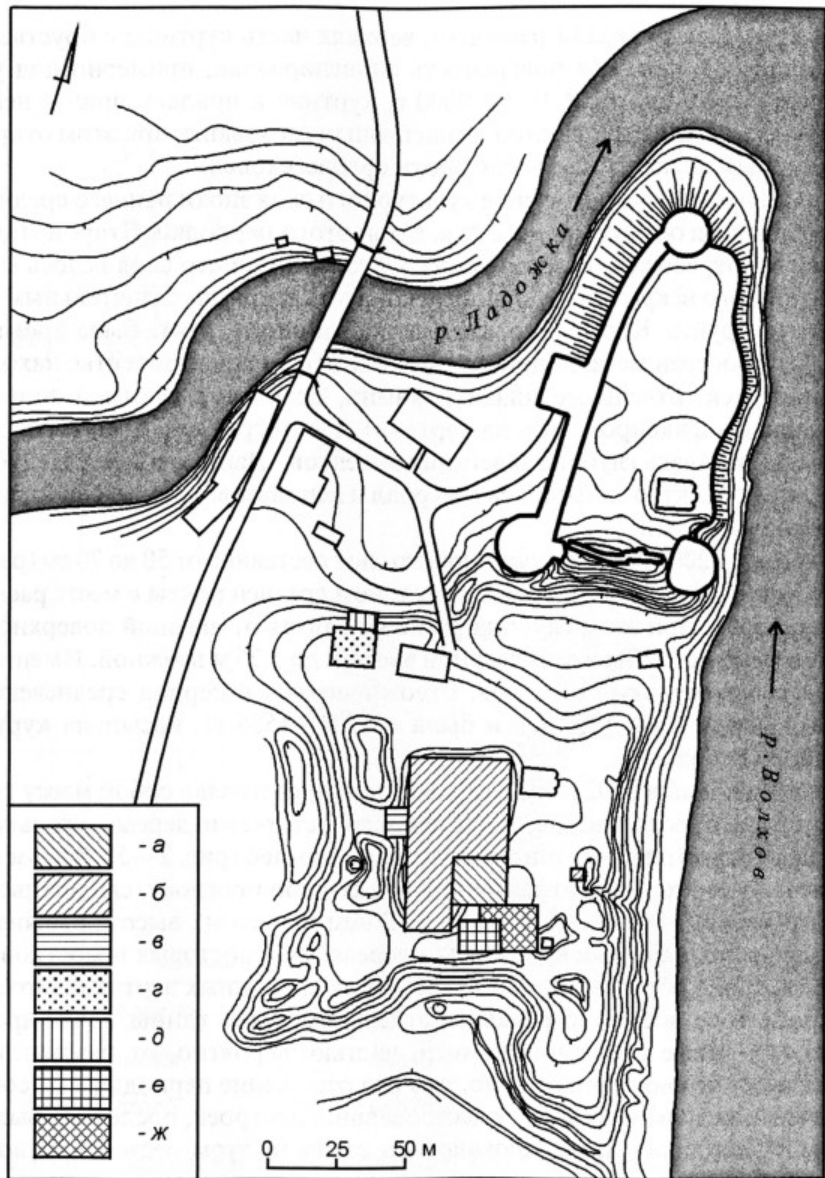 р. Ладожка
р. Волхов
- а
- б
- в
- г
- д
- е
- ж
0 25 50 м